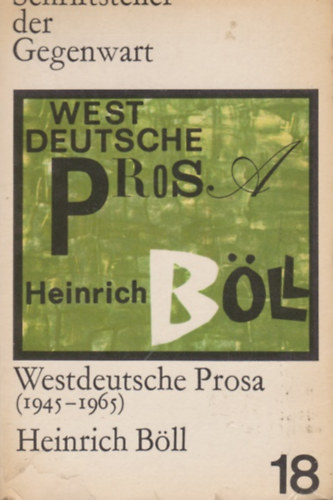 Schriftsteller
der
Gegenwart
WEST
DEUTSCHE
PROSA
Heinrich BÖLL
Westdeutsche Prosa
(1945–1965)
Heinrich Böll
18